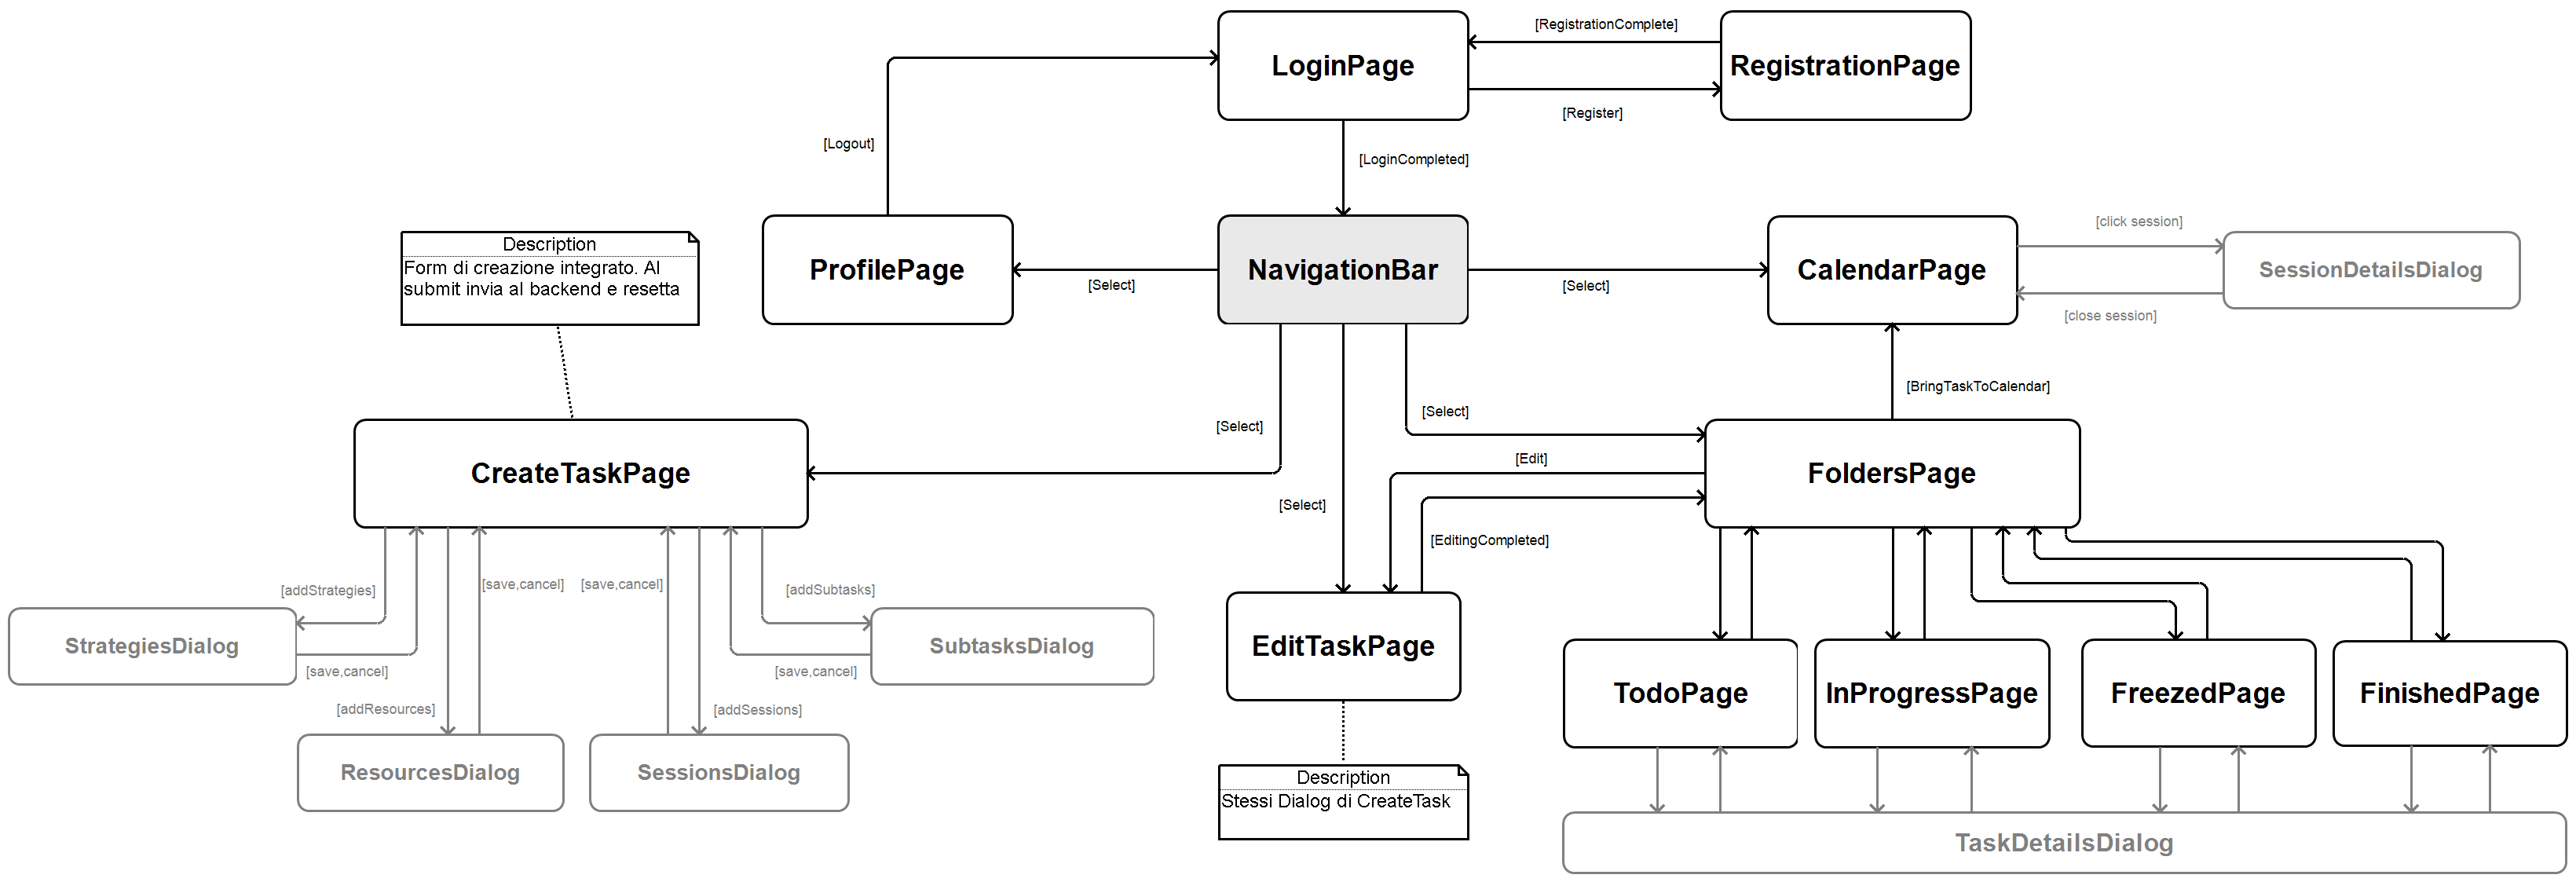 [RegistrationComplete]
LoginPage
RegistrationPage
[Register]
[Logout]
[LoginCompleted]
[click session]
Description
Form di creazione integrato. Al
submit invia al backend e resetta
ProfilePage
[Select]
NavigationBar
[Select]
CalendarPage
SessionDetailsDialog
[close session]
[BringTaskToCalendar]
[Select]
[Select]
CreateTaskPage
[Edit]
FoldersPage
[Select]
[EditingCompleted]
[addStrategies]
[save,cancel]
[save,cancel]
[addSubtasks]
StrategiesDialog
SubtasksDialog
EditTaskPage
[save,cancel]
[save,cancel]
[addResources]
[addSessions]
TodoPage
InProgressPage
FreezedPage
FinishedPage
ResourcesDialog
SessionsDialog
Description
Stessi Dialog di CreateTask
TaskDetailsDialog